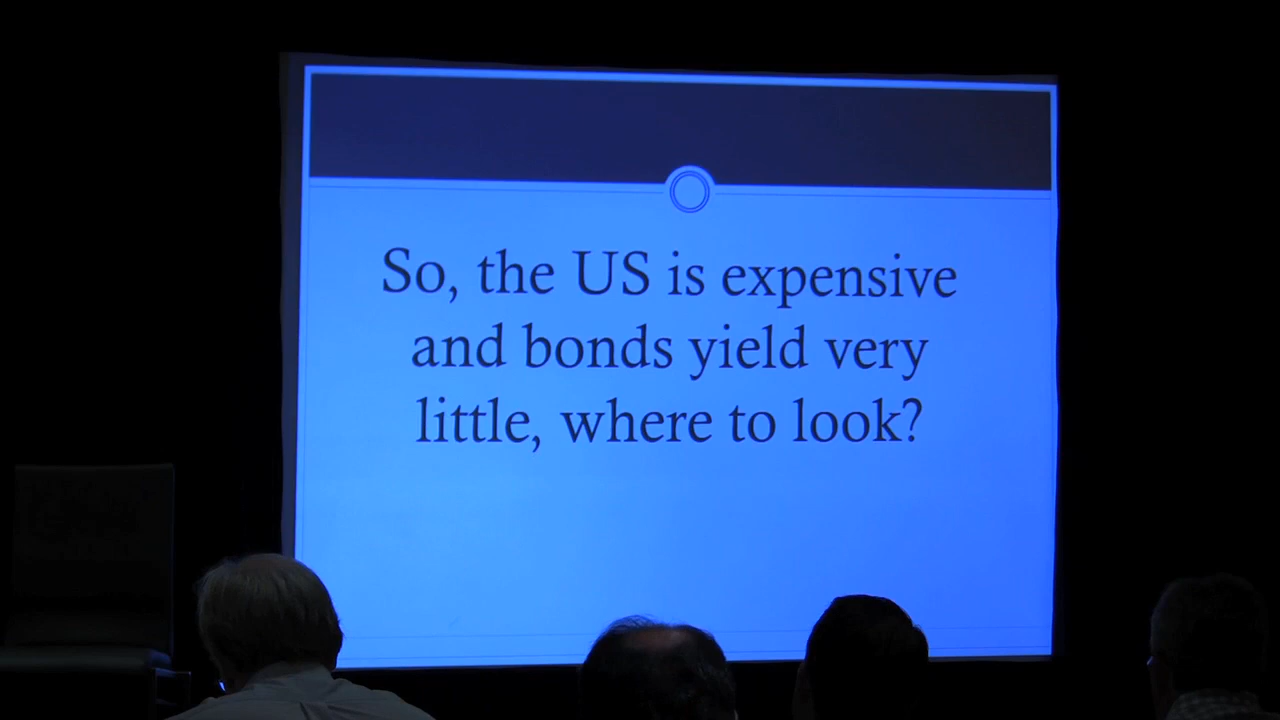 So, the US is expensive
and bonds yield very
little, where to look?